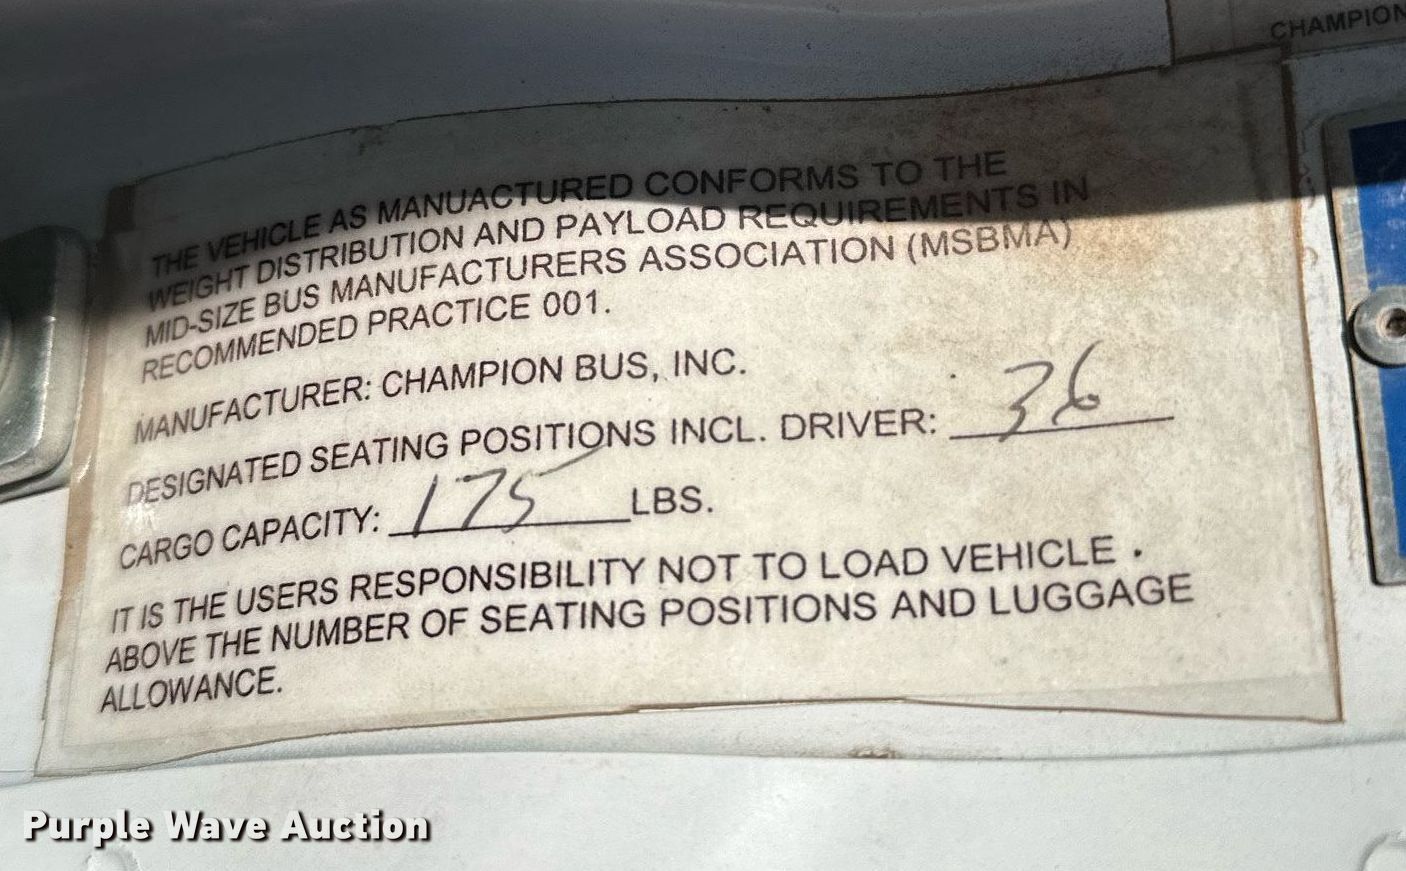 CHAMPION
THE VEHICLE AS MANUACTURED CONFORMS TO THE
WEIGHT DISTRIBUTION AND PAYLOAD REQUIREMENTS IN
MID-SIZE BUS MANUFACTURERS ASSOCIATION (MSBMA)
RECOMMENDED PRACTICE 001.
MANUFACTURER: CHAMPION BUS, INC.
DESIGNATED SEATING POSITIONS INCL. DRIVER: 36
CARGO CAPACITY: 175 LBS.
IT IS THE USERS RESPONSIBILITY NOT TO LOAD VEHICLE
ABOVE THE NUMBER OF SEATING POSITIONS AND LUGGAGE
ALLOWANCE.
Purple Wave Auction